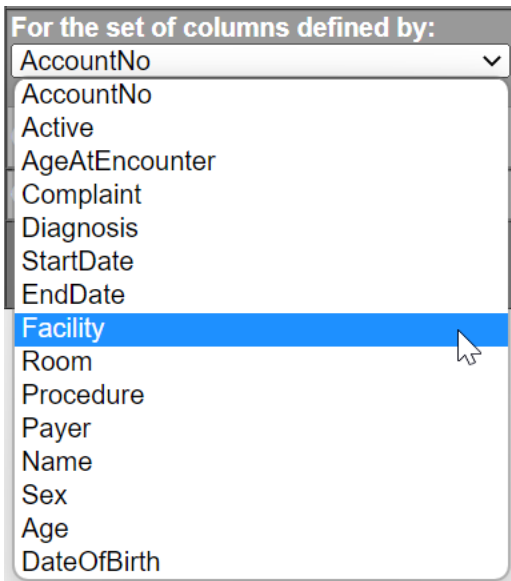 For the set of columns defined by:
AccountNo
AccountNo
Active
AgeAtEncounter
Complaint
Diagnosis
StartDate
EndDate
Facility
Room
Procedure
Payer
Name
Sex
Age
DateOfBirth